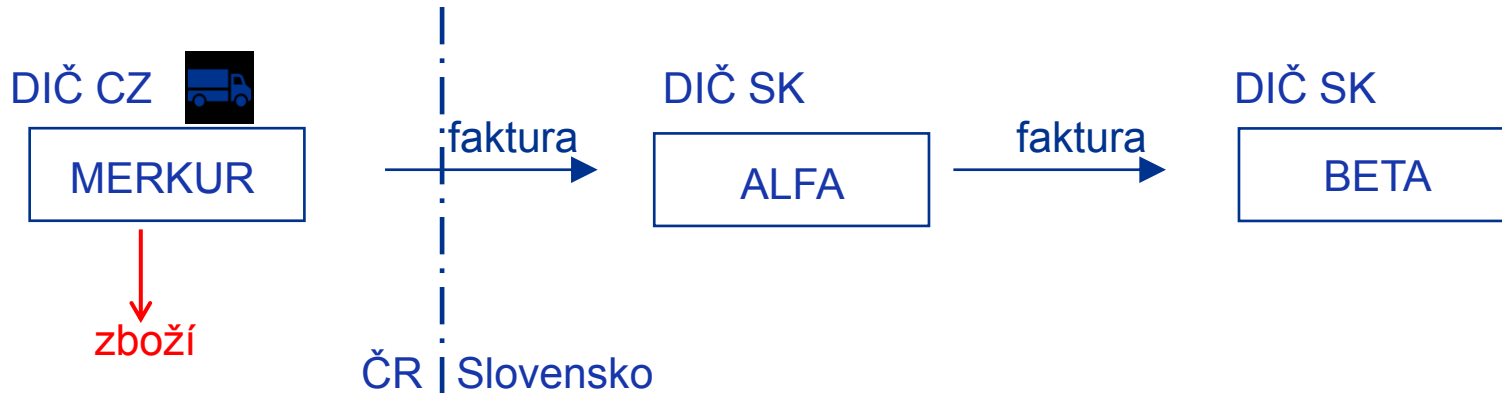 DIČ CZ
DIČ SK
DIČ SK
faktura
faktura
MERKUR
ALFA
BETA
zboží
ČR
Slovensko